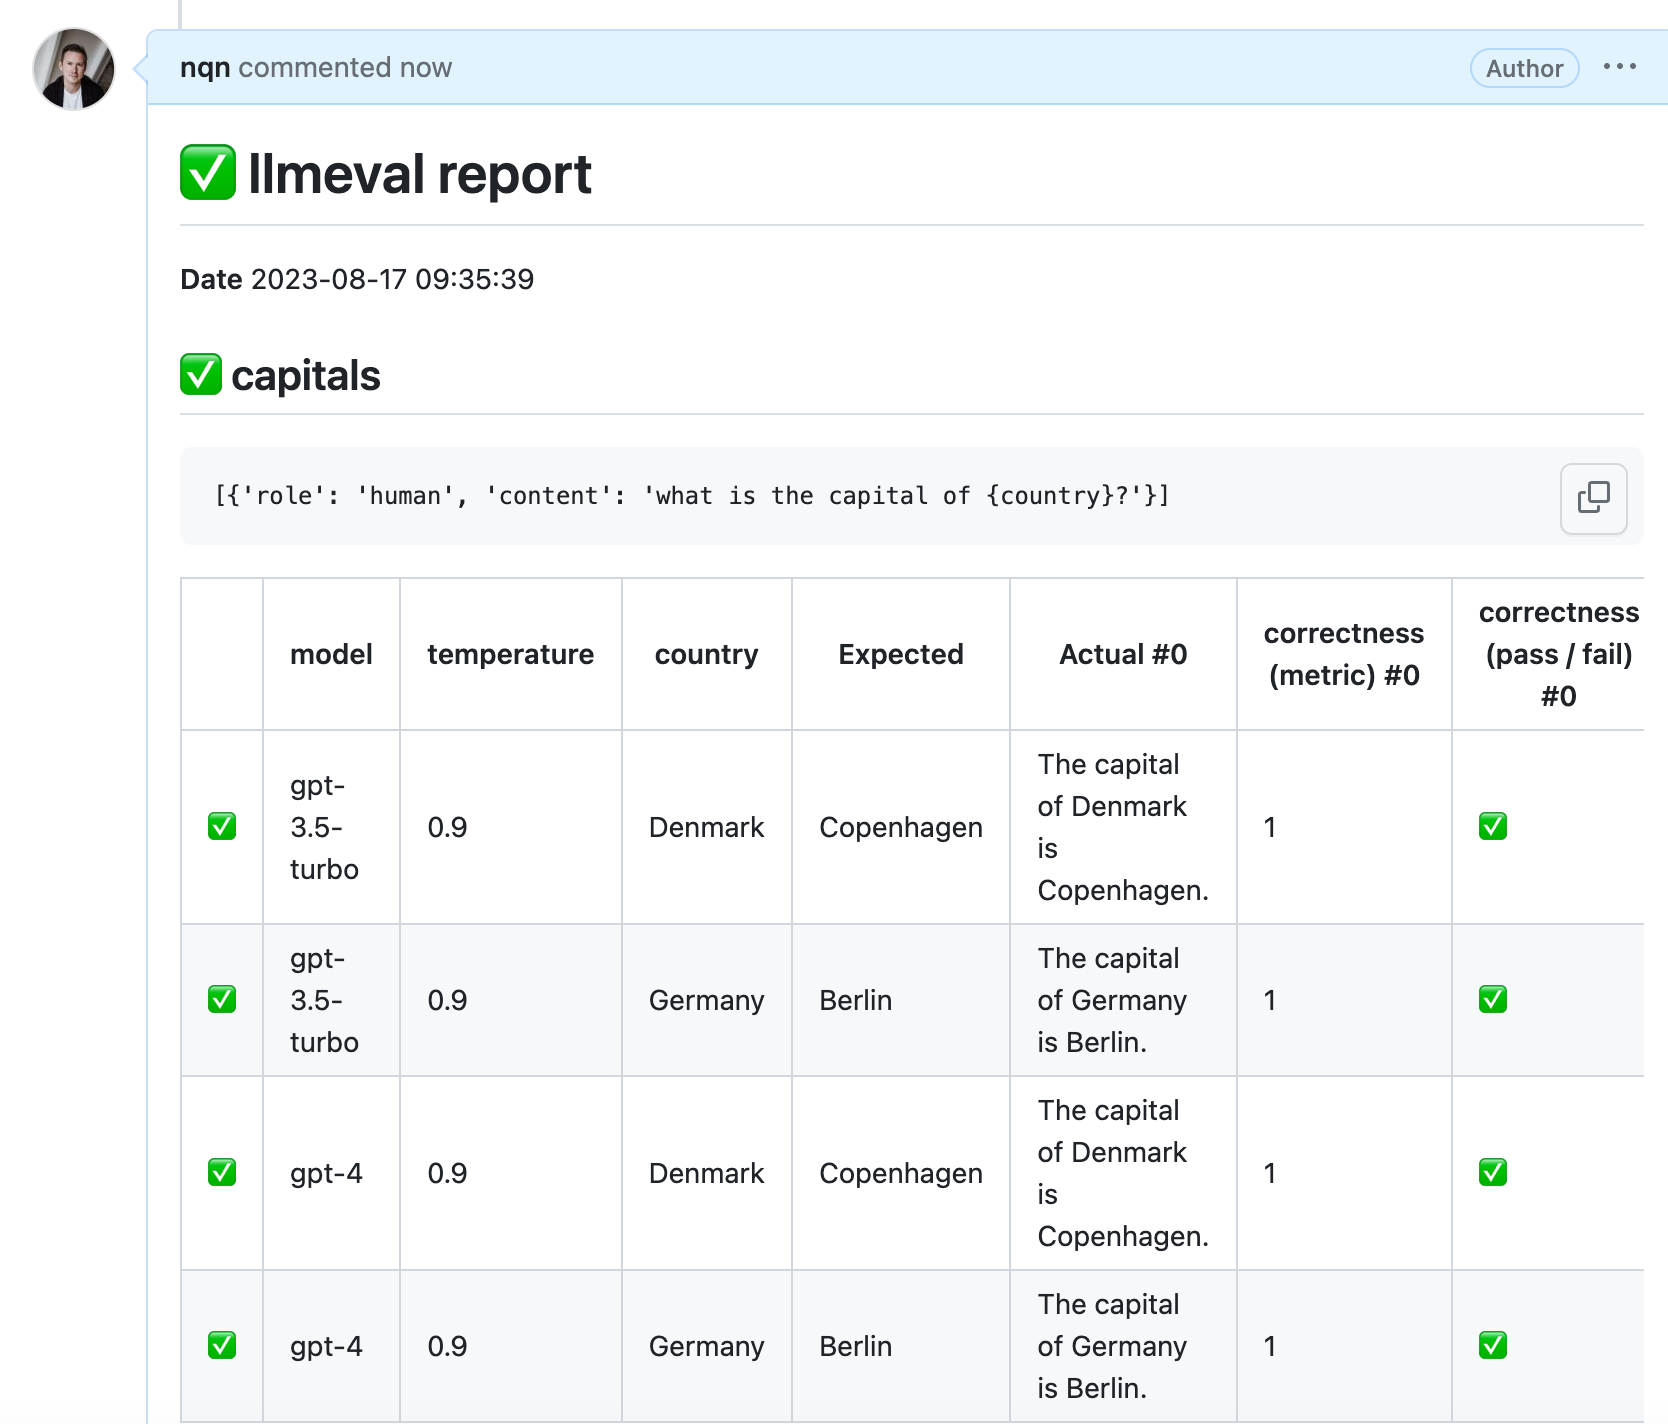 nqn commented now
Author
✅ llmeval report
Date 2023-08-17 09:35:39
✅ capitals
[{'role': 'human', 'content': 'what is the capital of {country}?'}]
model temperature country Expected Actual #0 correctness (metric) #0 correctness (pass / fail) #0
✅ gpt-3.5-turbo 0.9 Denmark Copenhagen The capital of Denmark is Copenhagen. 1 ✅
✅ gpt-3.5-turbo 0.9 Germany Berlin The capital of Germany is Berlin. 1 ✅
✅ gpt-4 0.9 Denmark Copenhagen The capital of Denmark is Copenhagen. 1 ✅
✅ gpt-4 0.9 Germany Berlin The capital of Germany is Berlin. 1 ✅